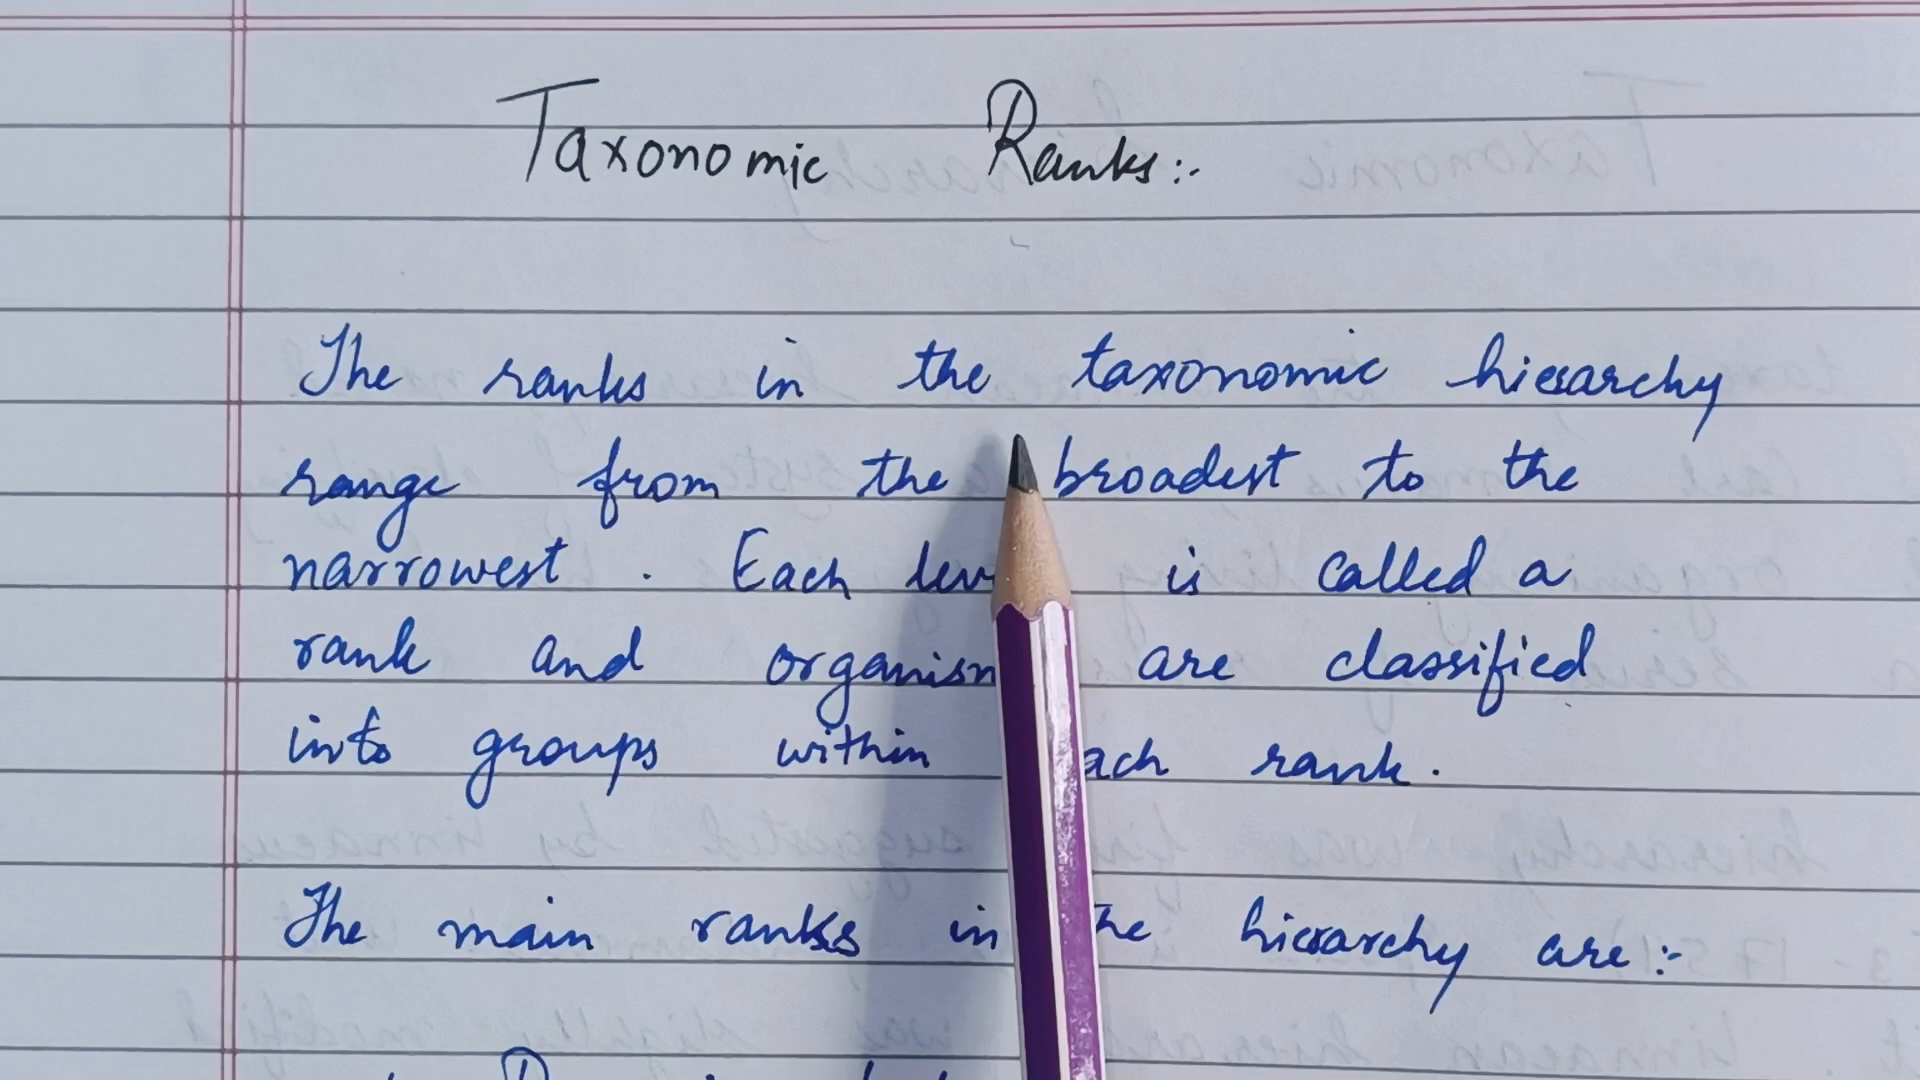 Taxonomic Ranks:-
The ranks in the taxonomic hierarchy
range from the broadest to the
narrowest. Each is called a
rank and are classified
into groups within rank.
The main ranks in hierarchy are:-